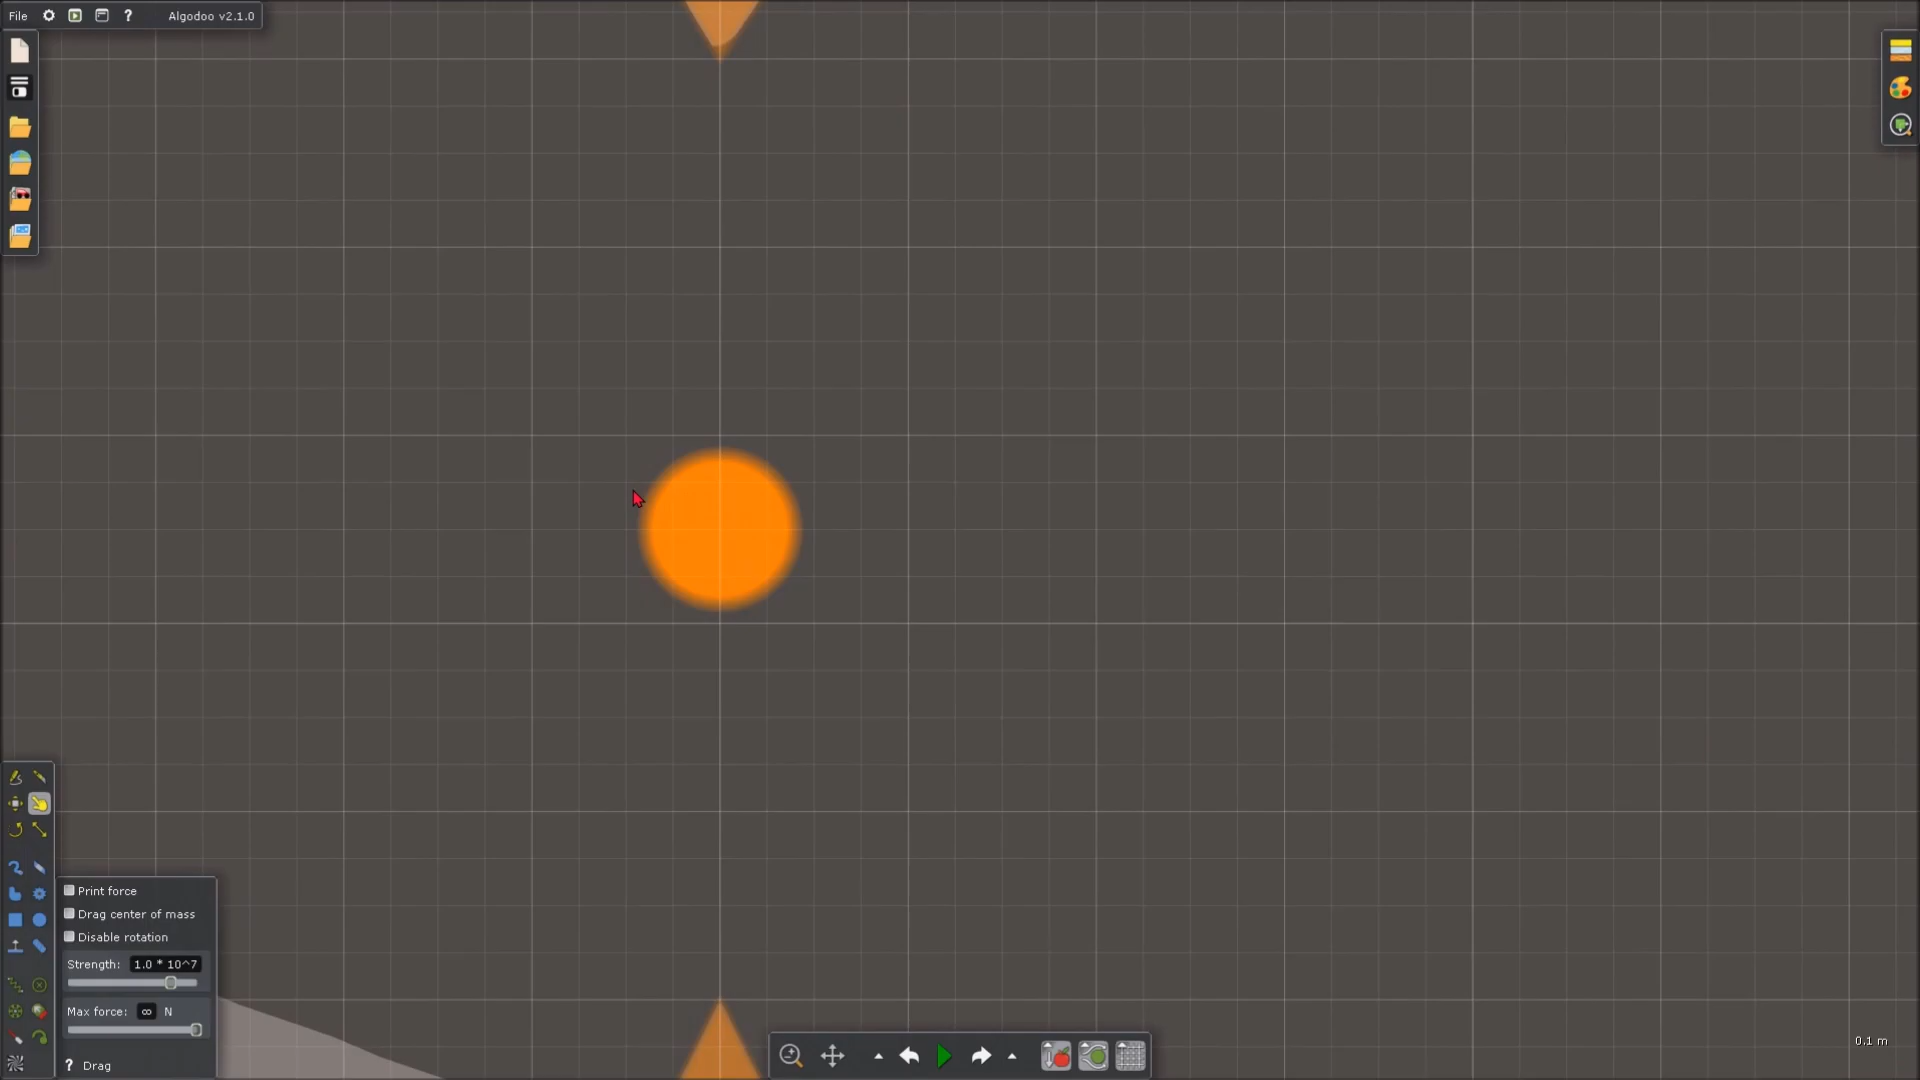 File ? Algodoo v2.1.0
Print force
Drag center of mass
Disable rotation
Strength: 1.0 * 10^7
Max force: ∞ N
? Drag
0.1 m